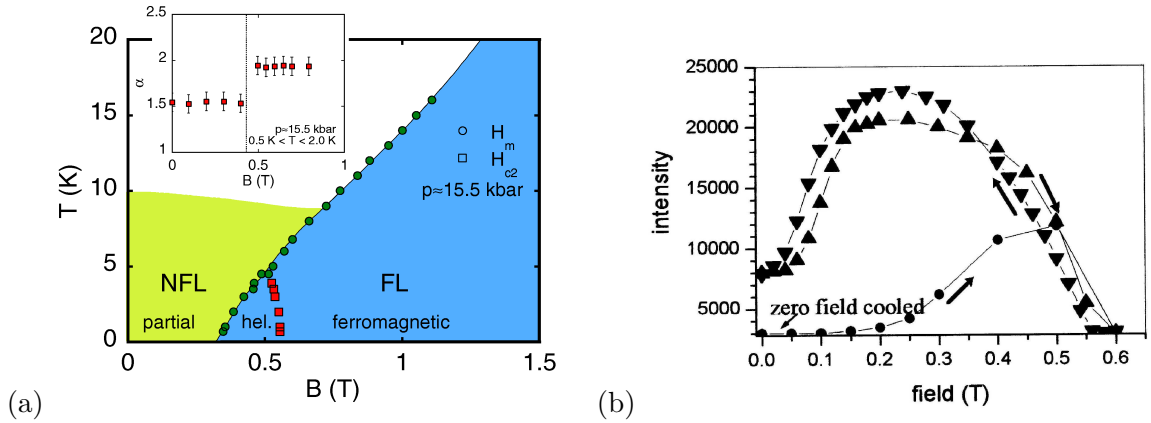 2.5
2
α
1.5
1
0
0.5
1
B (T)
p≈15.5 kbar
0.5 K < T < 2.0 K
20
15
10
5
0
T (K)
H_m
H_c2
p≈15.5 kbar
NFL
FL
partial
hel.
ferromagnetic
0
0.5
1
1.5
B (T)
(a)
25000
20000
15000
10000
5000
intensity
zero field cooled
0.0
0.1
0.2
0.3
0.4
0.5
0.6
field (T)
(b)